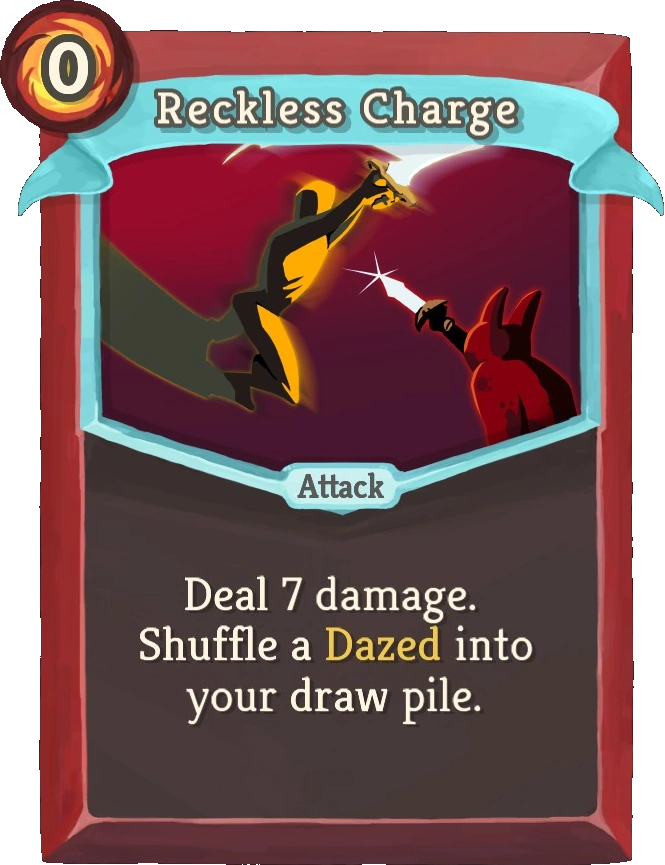 0
Reckless Charge
Attack
Deal 7 damage.
Shuffle a Dazed into
your draw pile.